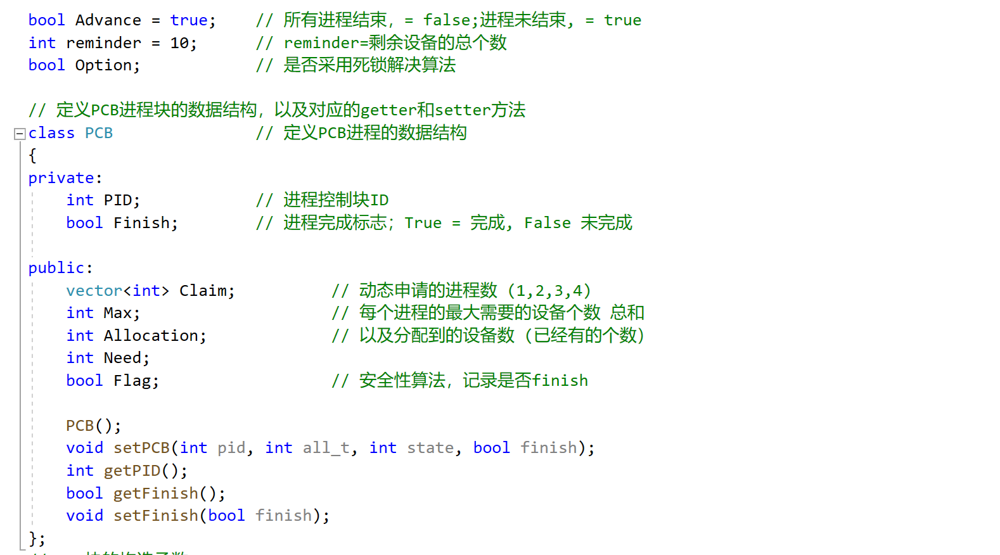 bool Advance = true;    // 所有进程结束，= false;进程未结束, = true
int reminder = 10;      // reminder=剩余设备的总个数
bool Option;            // 是否采用死锁解决算法
// 定义PCB进程块的数据结构，以及对应的getter和setter方法
class PCB               // 定义PCB进程的数据结构
{
private:
    int PID;            // 进程控制块ID
    bool Finish;        // 进程完成标志；True = 完成, False 未完成
public:
    vector<int> Claim;          // 动态申请的进程数（1,2,3,4）
    int Max;                    // 每个进程的最大需要的设备个数 总和
    int Allocation;             // 以及分配到的设备数（已经有的个数）
    int Need;
    bool Flag;                  // 安全性算法，记录是否finish
    PCB();
    void setPCB(int pid, int all_t, int state, bool finish);
    int getPID();
    bool getFinish();
    void setFinish(bool finish);
};